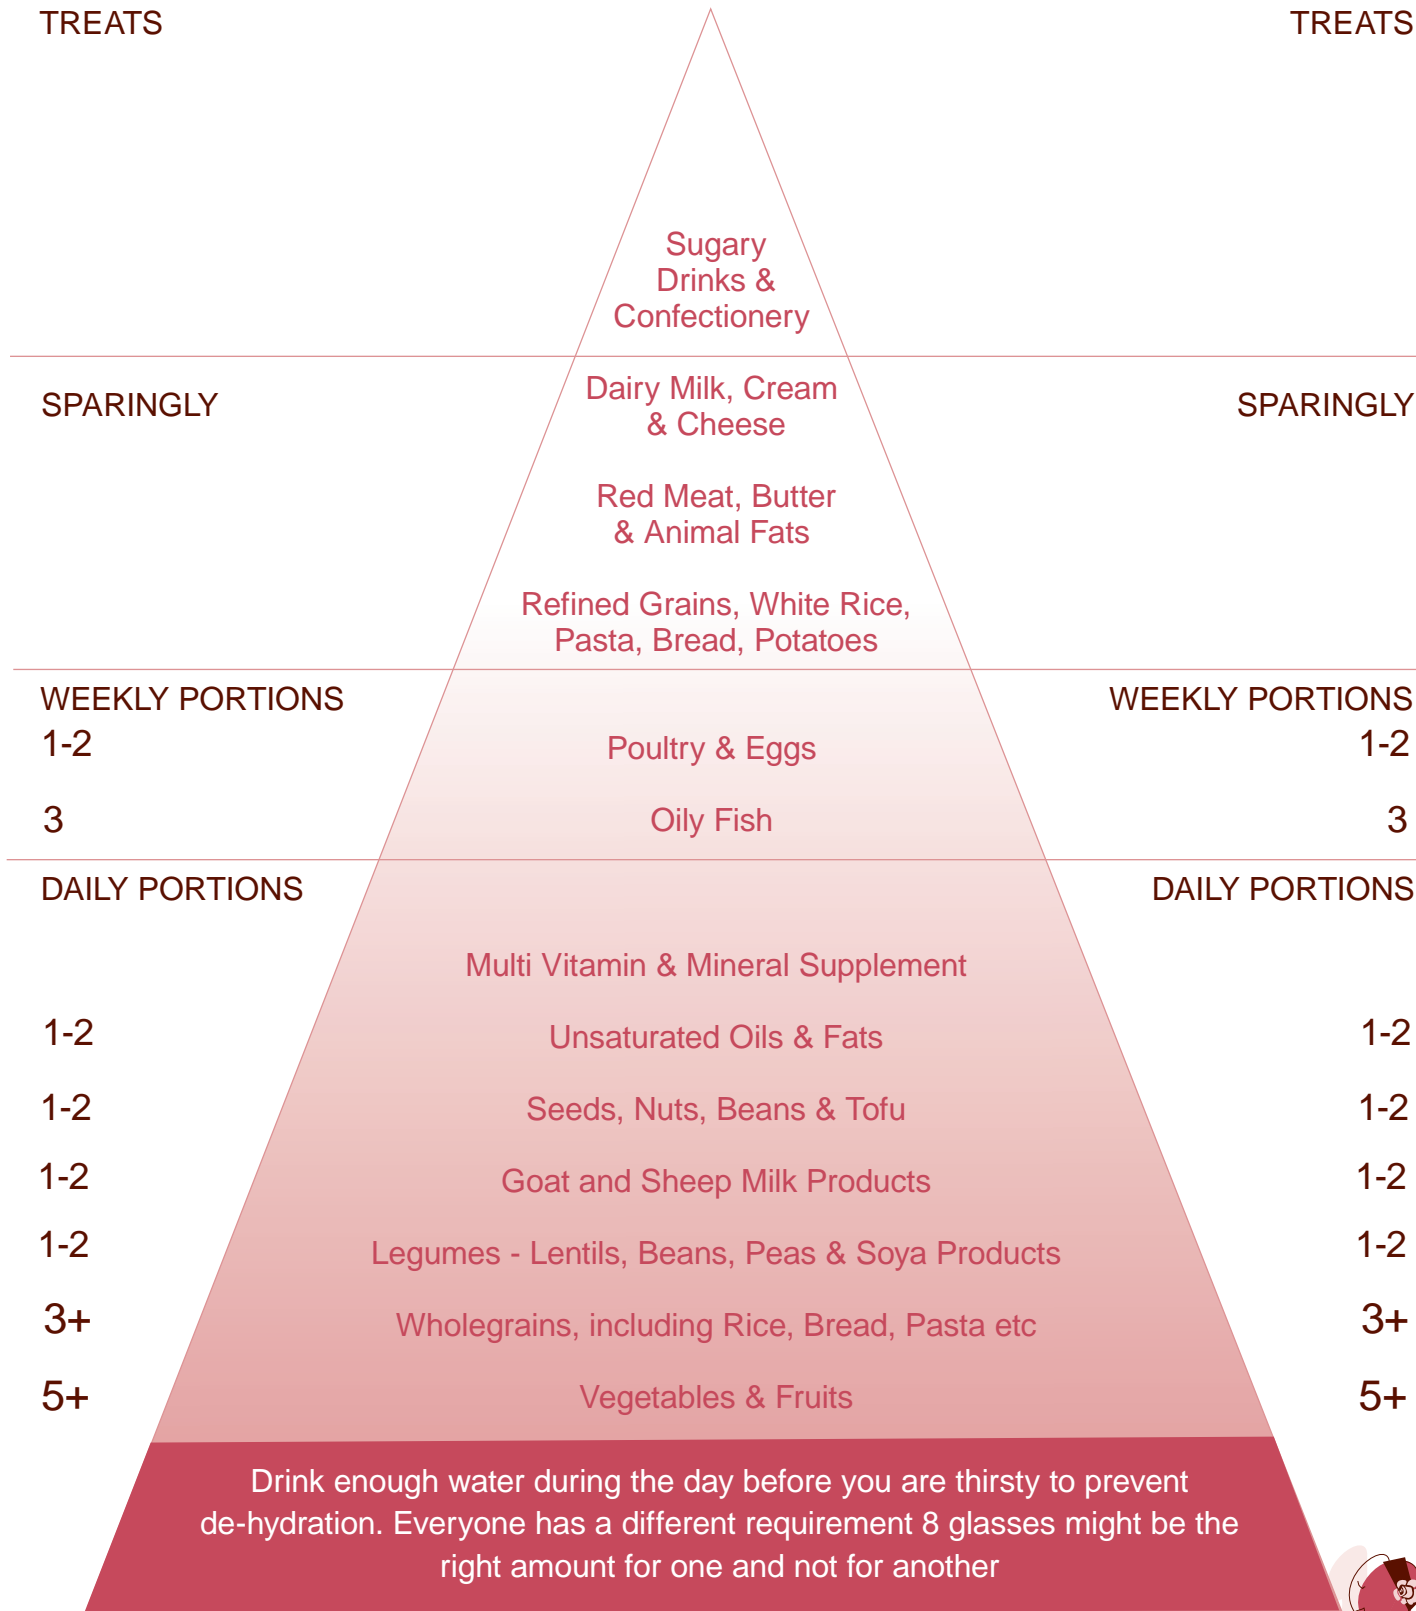 TREATS TREATS
Sugary
Drinks &
Confectionery
SPARINGLY Dairy Milk, Cream SPARINGLY
& Cheese
Red Meat, Butter
& Animal Fats
Refined Grains, White Rice,
Pasta, Bread, Potatoes
WEEKLY PORTIONS WEEKLY PORTIONS
1-2 Poultry & Eggs 1-2
3 Oily Fish 3
DAILY PORTIONS DAILY PORTIONS
Multi Vitamin & Mineral Supplement
1-2 Unsaturated Oils & Fats 1-2
1-2 Seeds, Nuts, Beans & Tofu 1-2
1-2 Goat and Sheep Milk Products 1-2
1-2 Legumes - Lentils, Beans, Peas & Soya Products 1-2
3+ Wholegrains, including Rice, Bread, Pasta etc 3+
5+ Vegetables & Fruits 5+
Drink enough water during the day before you are thirsty to prevent
de-hydration. Everyone has a different requirement 8 glasses might be the
right amount for one and not for another